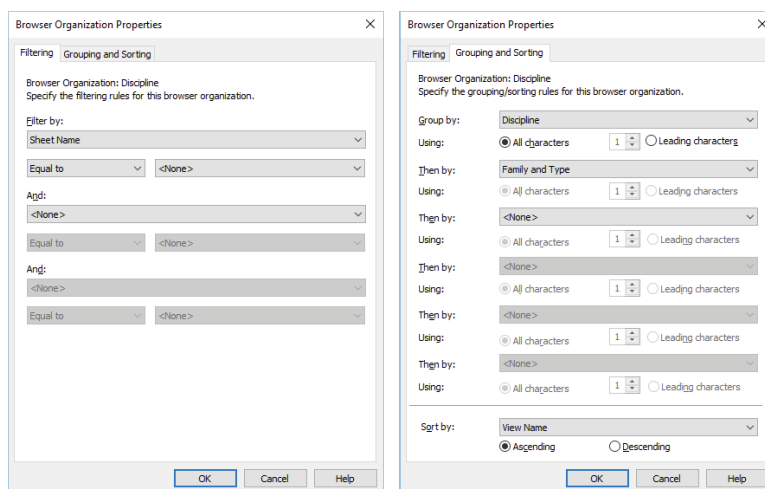 Browser Organization Properties
Filtering Grouping and Sorting
Browser Organization: Discipline
Specify the filtering rules for this browser organization.
Filter by:
Sheet Name
Equal to <None>
And:
<None>
Equal to <None>
And:
<None>
Equal to <None>
OK Cancel Help
Browser Organization Properties
Filtering Grouping and Sorting
Browser Organization: Discipline
Specify the grouping/sorting rules for this browser organization.
Group by: Discipline
Using: All characters 1 Leading characters
Then by: Family and Type
Using: All characters 1 Leading characters
Then by: <None>
Using: All characters 1 Leading characters
Then by: <None>
Using: All characters 1 Leading characters
Then by: <None>
Using: All characters 1 Leading characters
Then by: <None>
Using: All characters 1 Leading characters
Sort by: View Name
Ascending Descending
OK Cancel Help